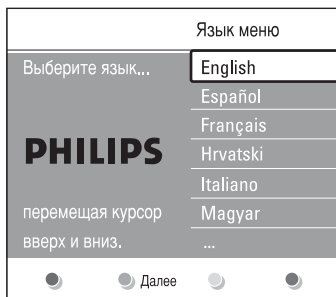 Язык меню
Выберите язык...
English
Español
Français
PHILIPS
Hrvatski
Italiano
перемещая курсор
Magyar
вверх и вниз.
...
Далее